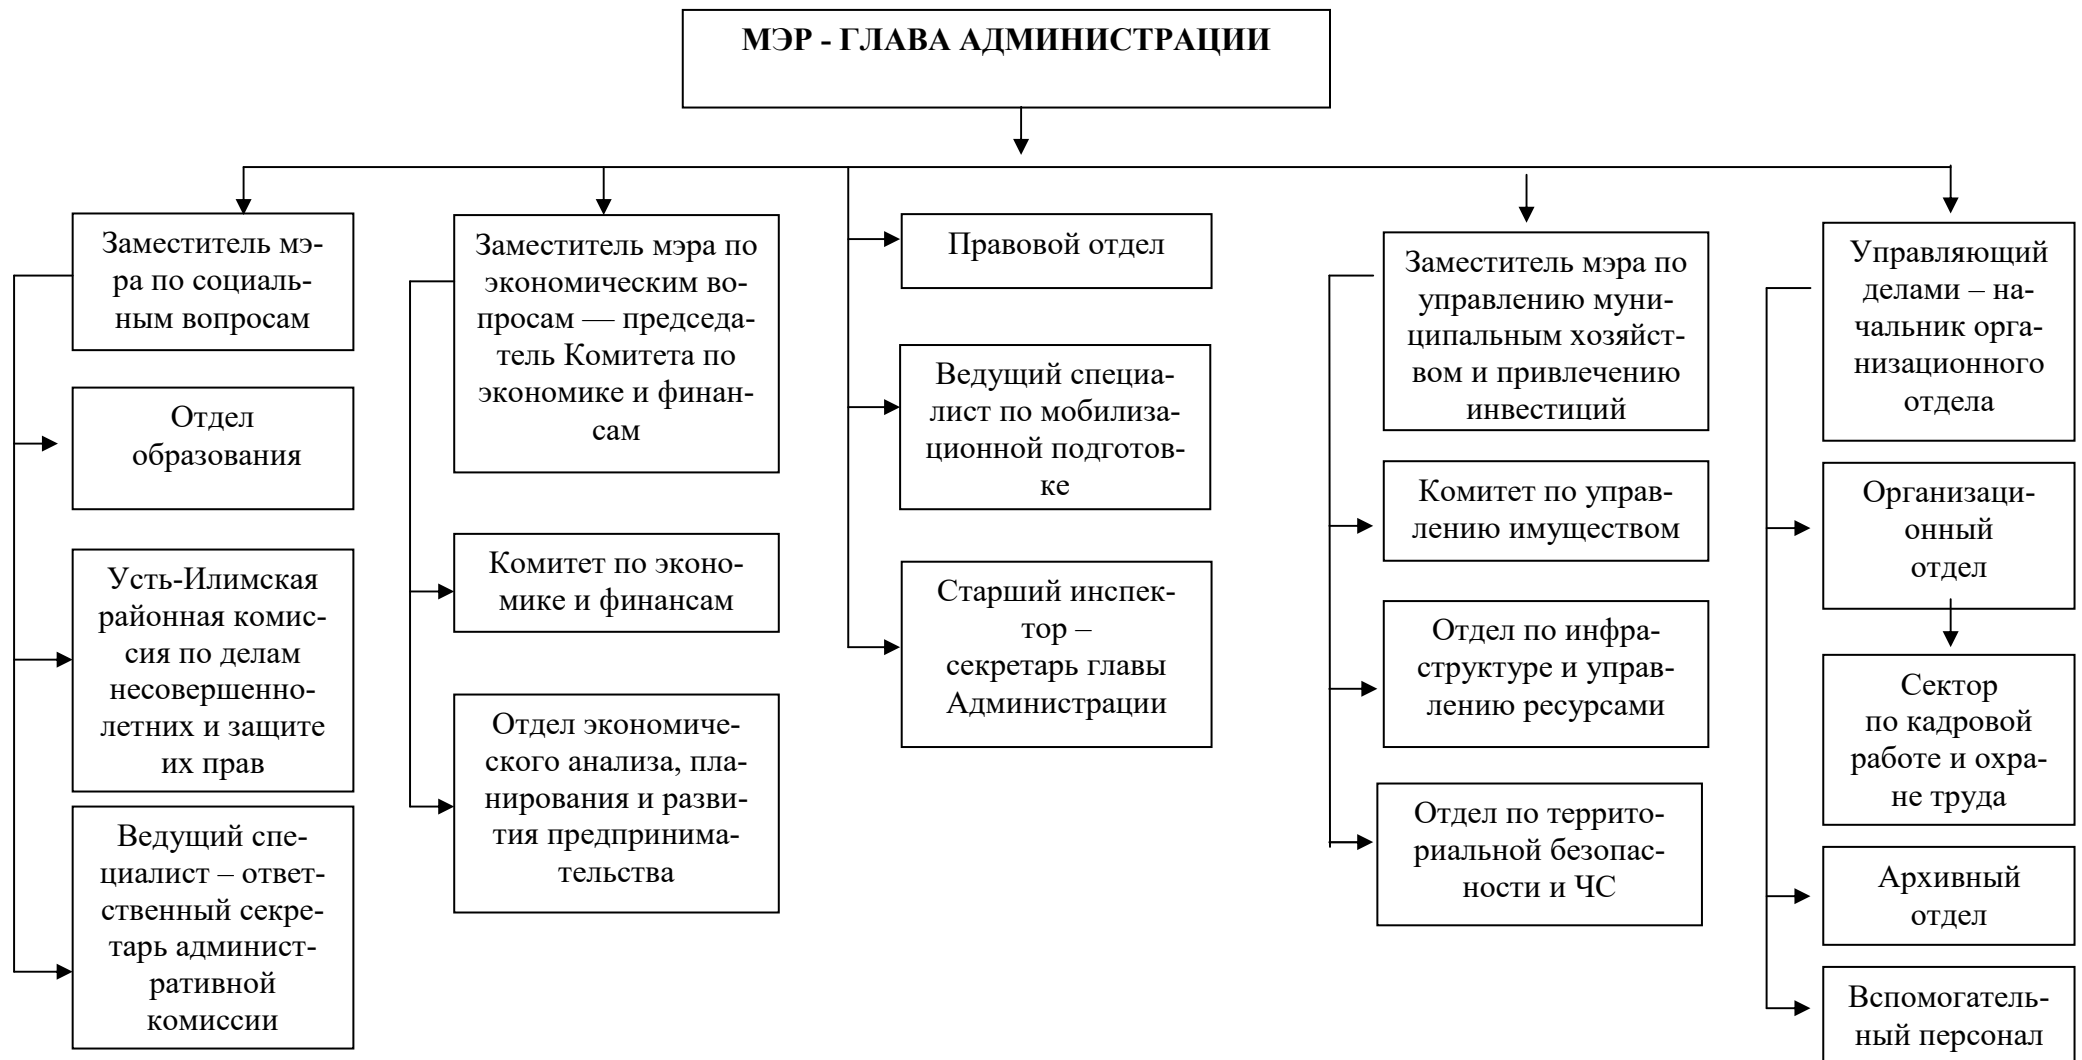 МЭР - ГЛАВА АДМИНИСТРАЦИИ
Заместитель мэ-
ра по социаль-
ным вопросам
Отдел
образования
Усть-Илимская
районная комис-
сия по делам
несовершенно-
летних и защите
их прав
Ведущий спе-
циалист – ответ-
ственный секре-
тарь админист-
ративной
комиссии
Заместитель мэра по
экономическим во-
просам — председа-
тель Комитета по
экономике и финан-
сам
Комитет по эконо-
мике и финансам
Отдел экономиче-
ского анализа, пла-
нирования и разви-
тия предпринима-
тельства
Правовой отдел
Ведущий специа-
лист по мобилиза-
ционной подготов-
ке
Старший инспек-
тор –
секретарь главы
Администрации
Заместитель мэра по
управлению муни-
ципальным хозяйст-
вом и привлечению
инвестиций
Комитет по управ-
лению имуществом
Отдел по инфра-
структуре и управ-
лению ресурсами
Отдел по террито-
риальной безопас-
ности и ЧС
Управляющий
делами – на-
чальник орга-
низационного
отдела
Организаци-
онный
отдел
Сектор
по кадровой
работе и охра-
не труда
Архивный
отдел
Вспомогатель-
ный персонал